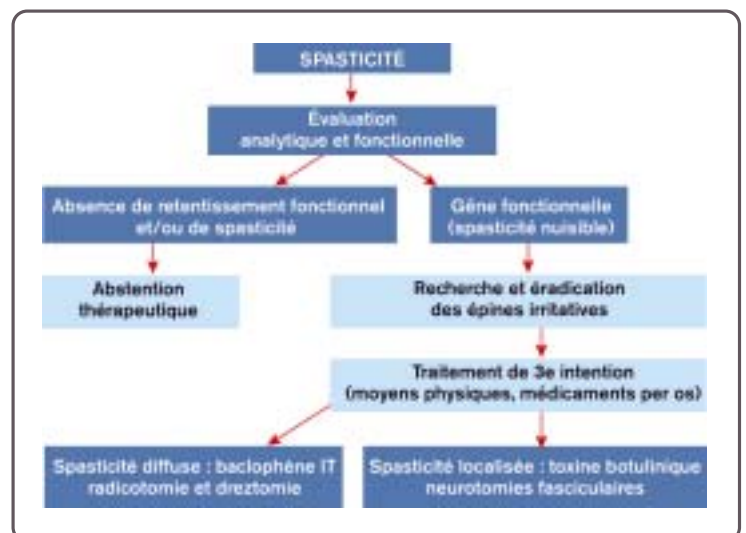 SPASTICITÉ
Évaluation
analytique et fonctionnelle
Absence de retentissement fonctionnel
et/ou de spasticité
Gêne fonctionnelle
(spasticité nuisible)
Abstention
thérapeutique
Recherche et éradication
des épines irritatives
Traitement de 3e intention
(moyens physiques, médicaments per os)
Spasticité diffuse : baclophène IT
radicotomie et dreztomie
Spasticité localisée : toxine botulinique
neurotomies fasciculaires